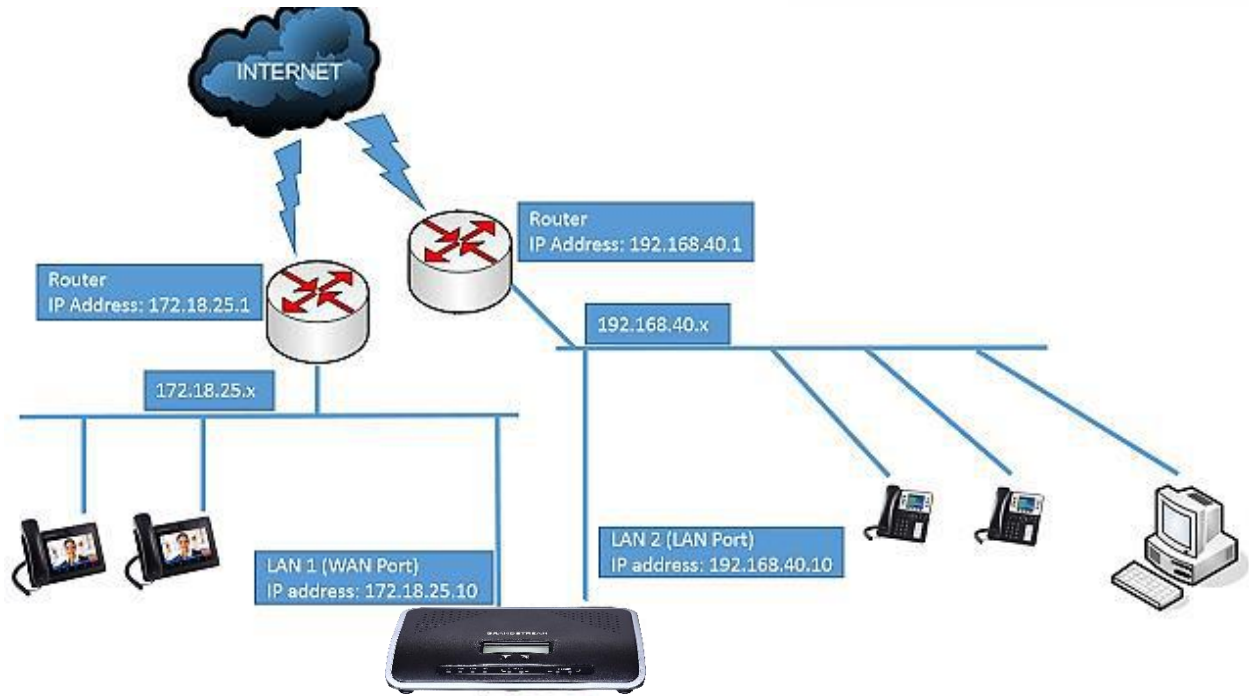 INTERNET
Router
IP Address: 192.168.40.1
Router
IP Address: 172.18.25.1
192.168.40.x
172.18.25.x
LAN 2 (LAN Port)
IP address: 192.168.40.10
LAN 1 (WAN Port)
IP address: 172.18.25.10
GRANDSTREAM